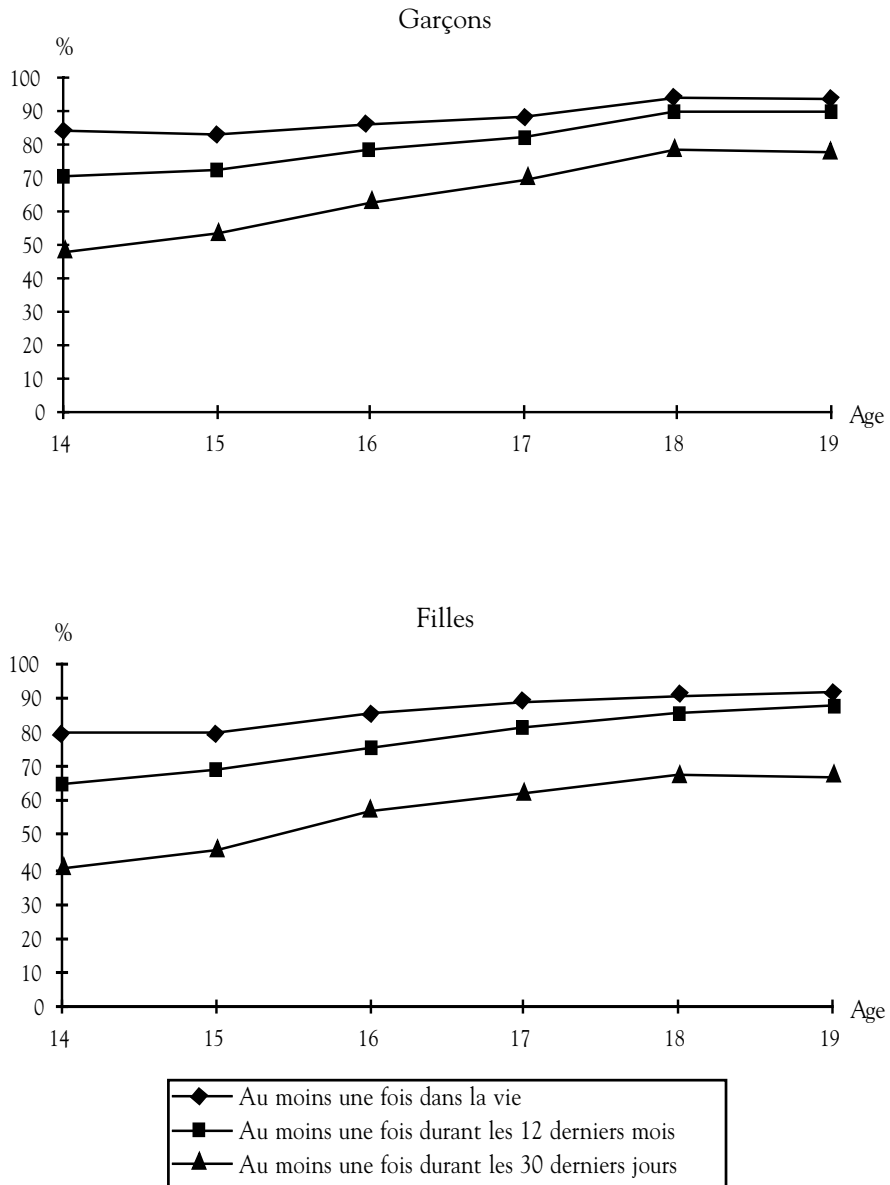 Garçons
%
100
90
80
70
60
50
40
30
20
10
0
Age
14 15 16 17 18 19
Filles
%
100
90
80
70
60
50
40
30
20
10
0
Age
14 15 16 17 18 19
Au moins une fois dans la vie
Au moins une fois durant les 12 derniers mois
Au moins une fois durant les 30 derniers jours